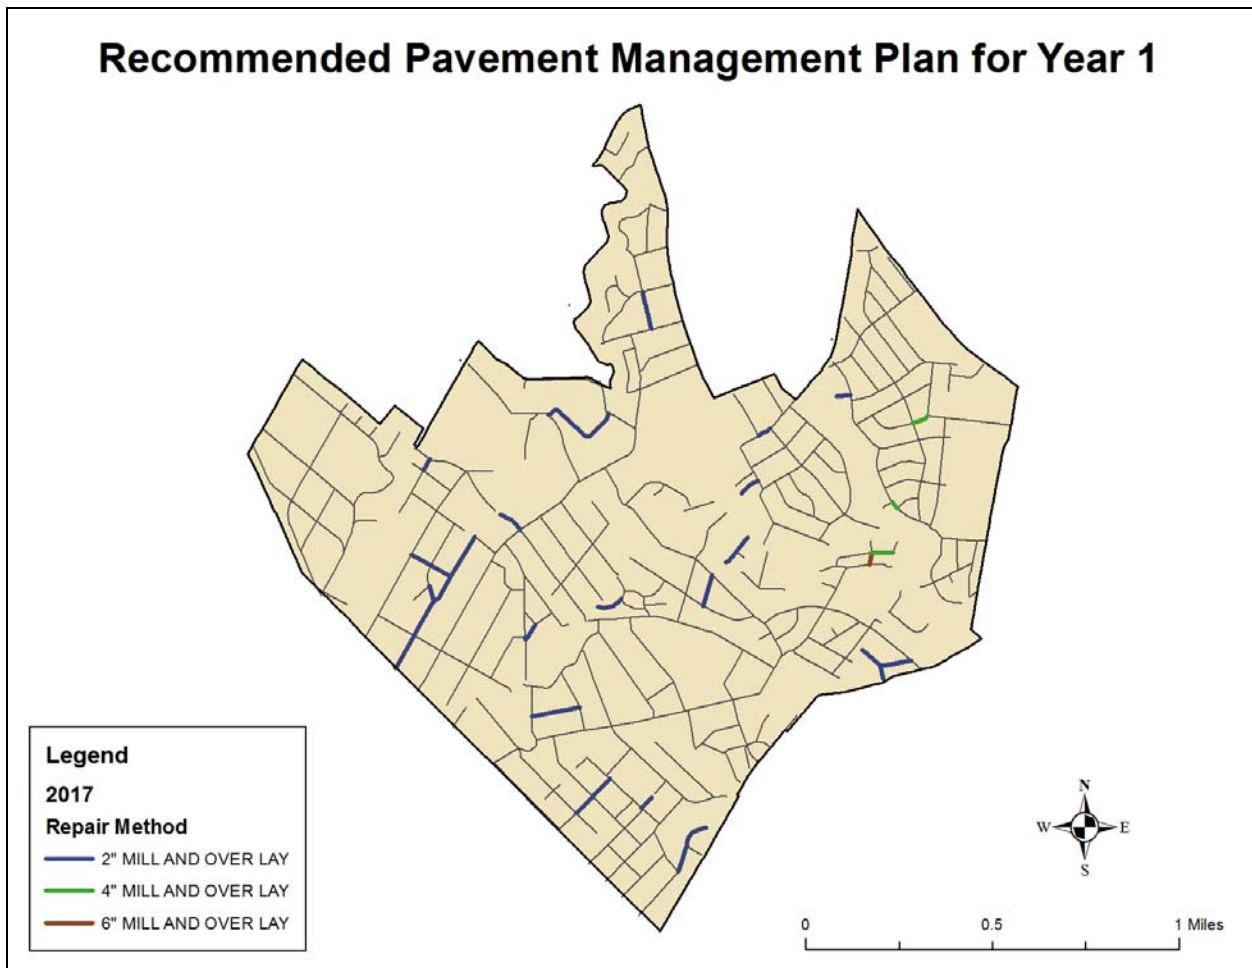 Recommended Pavement Management Plan for Year 1
Legend
2017
Repair Method
2" MILL AND OVER LAY
4" MILL AND OVER LAY
6" MILL AND OVER LAY
N
W E
S
0 0.5 1 Miles